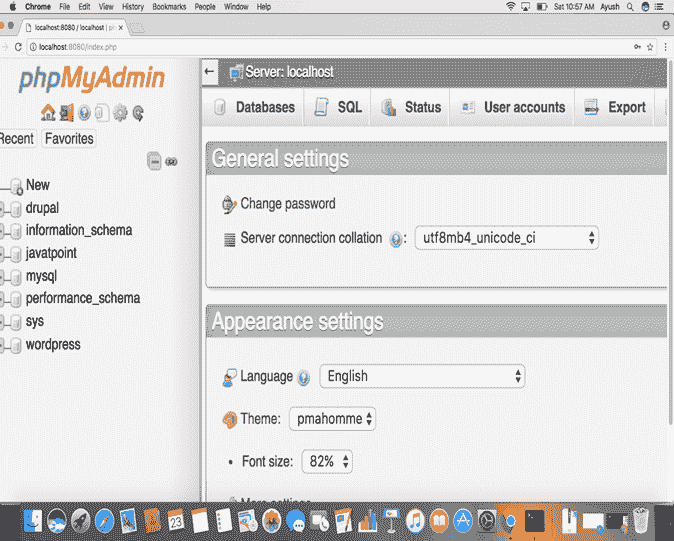 Chrome File Edit View History Bookmarks People Window Help Sat 10:57 AM Ayush
localhost:8080 / localhost | ph
localhost:8080/index.php
phpMyAdmin
Recent Favorites
New
drupal
information_schema
javatpoint
mysql
performance_schema
sys
wordpress
Server: localhost
Databases SQL Status User accounts Export
General settings
Change password
Server connection collation : utf8mb4_unicode_ci
Appearance settings
Language English
Theme: pmahomme
• Font size: 82%
More settings
23